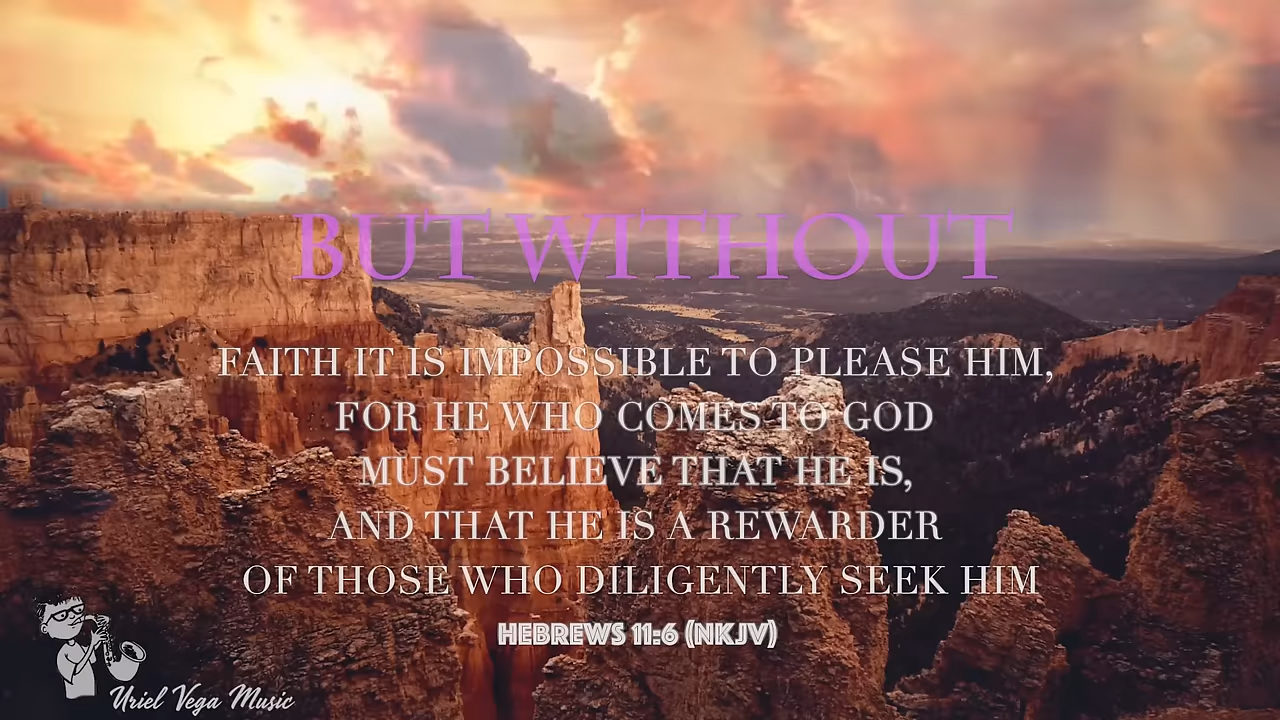 BUT WITHOUT
FAITH IT IS IMPOSSIBLE TO PLEASE HIM,
FOR HE WHO COMES TO GOD
MUST BELIEVE THAT HE IS,
AND THAT HE IS A REWARDER
OF THOSE WHO DILIGENTLY SEEK HIM
HEBREWS 11:6 (NKJV)
Uriel Vega Music